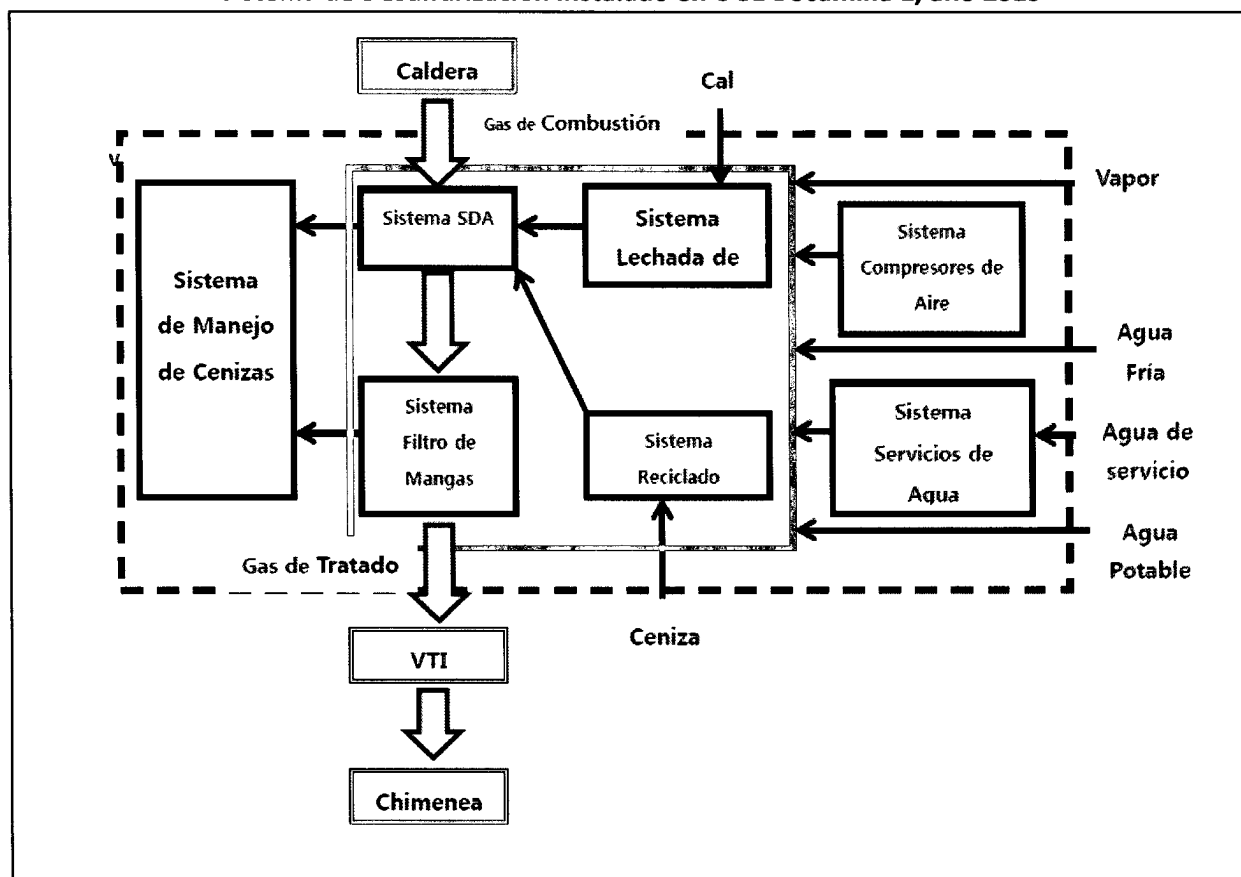 Caldera
Cal
Gas de Combustión
Vapor
Sistema SDA
Sistema
Lechada de
Sistema
Compresores de
Aire
Sistema
de Manejo
de Cenizas
Agua
Fría
Sistema
Filtro de
Mangas
Sistema
Reciclado
Sistema
Servicios de
Agua
Agua de
servicio
Agua
Potable
Gas de Tratado
Ceniza
VTI
Chimenea